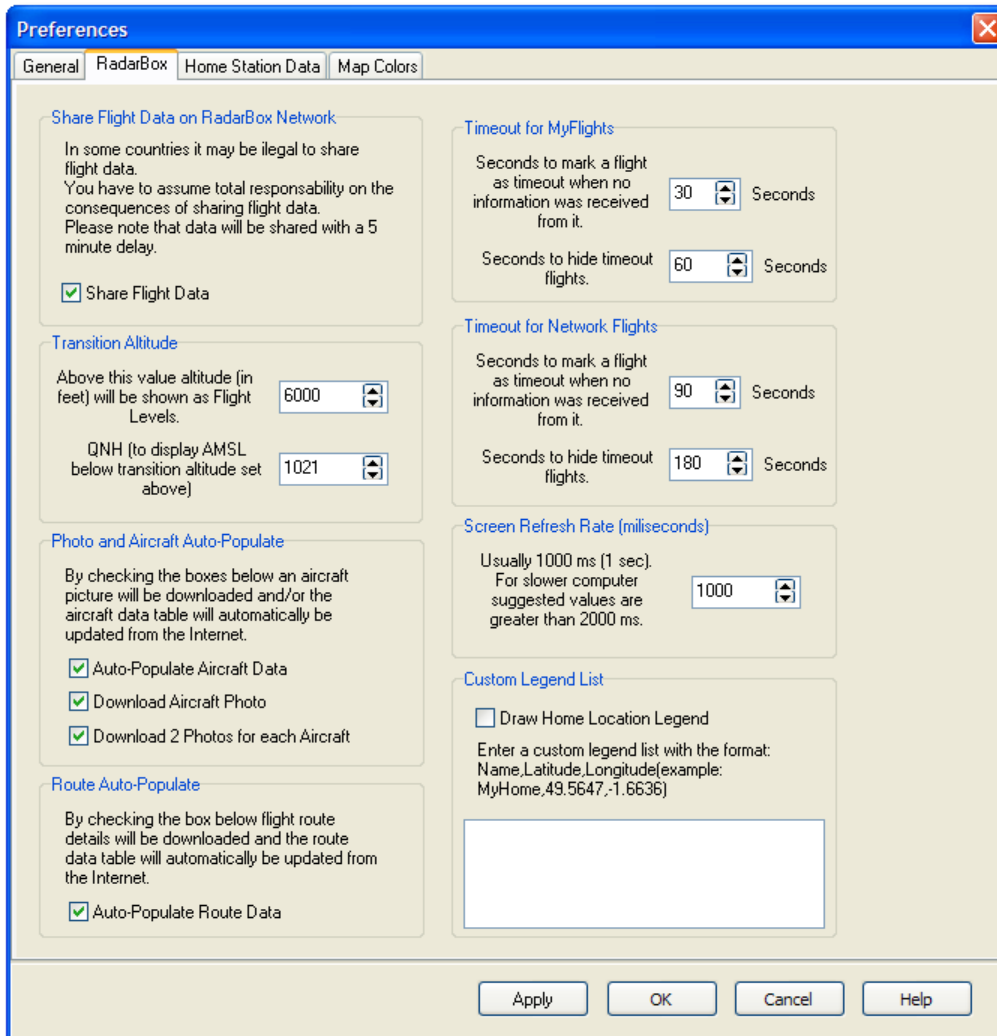 Preferences
General
RadarBox
Home Station Data
Map Colors
Share Flight Data on RadarBox Network
In some countries it may be ilegal to share
flight data.
You have to assume total responsability on the
consequences of sharing flight data.
Please note that data will be shared with a 5
minute delay.
Share Flight Data
Transition Altitude
Above this value altitude (in
feet) will be shown as Flight
Levels.
6000
QNH (to display AMSL
below transition altitude set
above)
1021
Photo and Aircraft Auto-Populate
By checking the boxes below an aircraft
picture will be downloaded and/or the
aircraft data table will automatically be
updated from the Internet.
Auto-Populate Aircraft Data
Download Aircraft Photo
Download 2 Photos for each Aircraft
Route Auto-Populate
By checking the box below flight route
details will be downloaded and the route
data table will automatically be updated from
the Internet.
Auto-Populate Route Data
Timeout for MyFlights
Seconds to mark a flight
as timeout when no
information was received
from it.
30
Seconds
Seconds to hide timeout
flights.
60
Seconds
Timeout for Network Flights
Seconds to mark a flight
as timeout when no
information was received
from it.
90
Seconds
Seconds to hide timeout
flights.
180
Seconds
Screen Refresh Rate (miliseconds)
Usually 1000 ms (1 sec).
For slower computer
suggested values are
greater than 2000 ms.
1000
Custom Legend List
Draw Home Location Legend
Enter a custom legend list with the format:
Name,Latitude,Longitude(example:
MyHome,49.5647,-1.6636)
Apply
OK
Cancel
Help